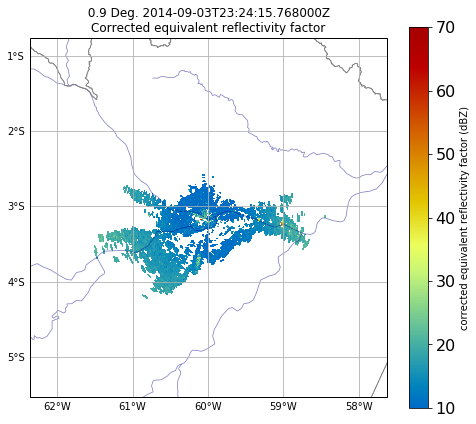 0.9 Deg. 2014-09-03T23:24:15.768000Z
Corrected equivalent reflectivity factor
1°S
2°S
3°S
4°S
5°S
62°W
61°W
60°W
59°W
58°W
70
60
50
40
30
20
10
corrected equivalent reflectivity factor (dBZ)